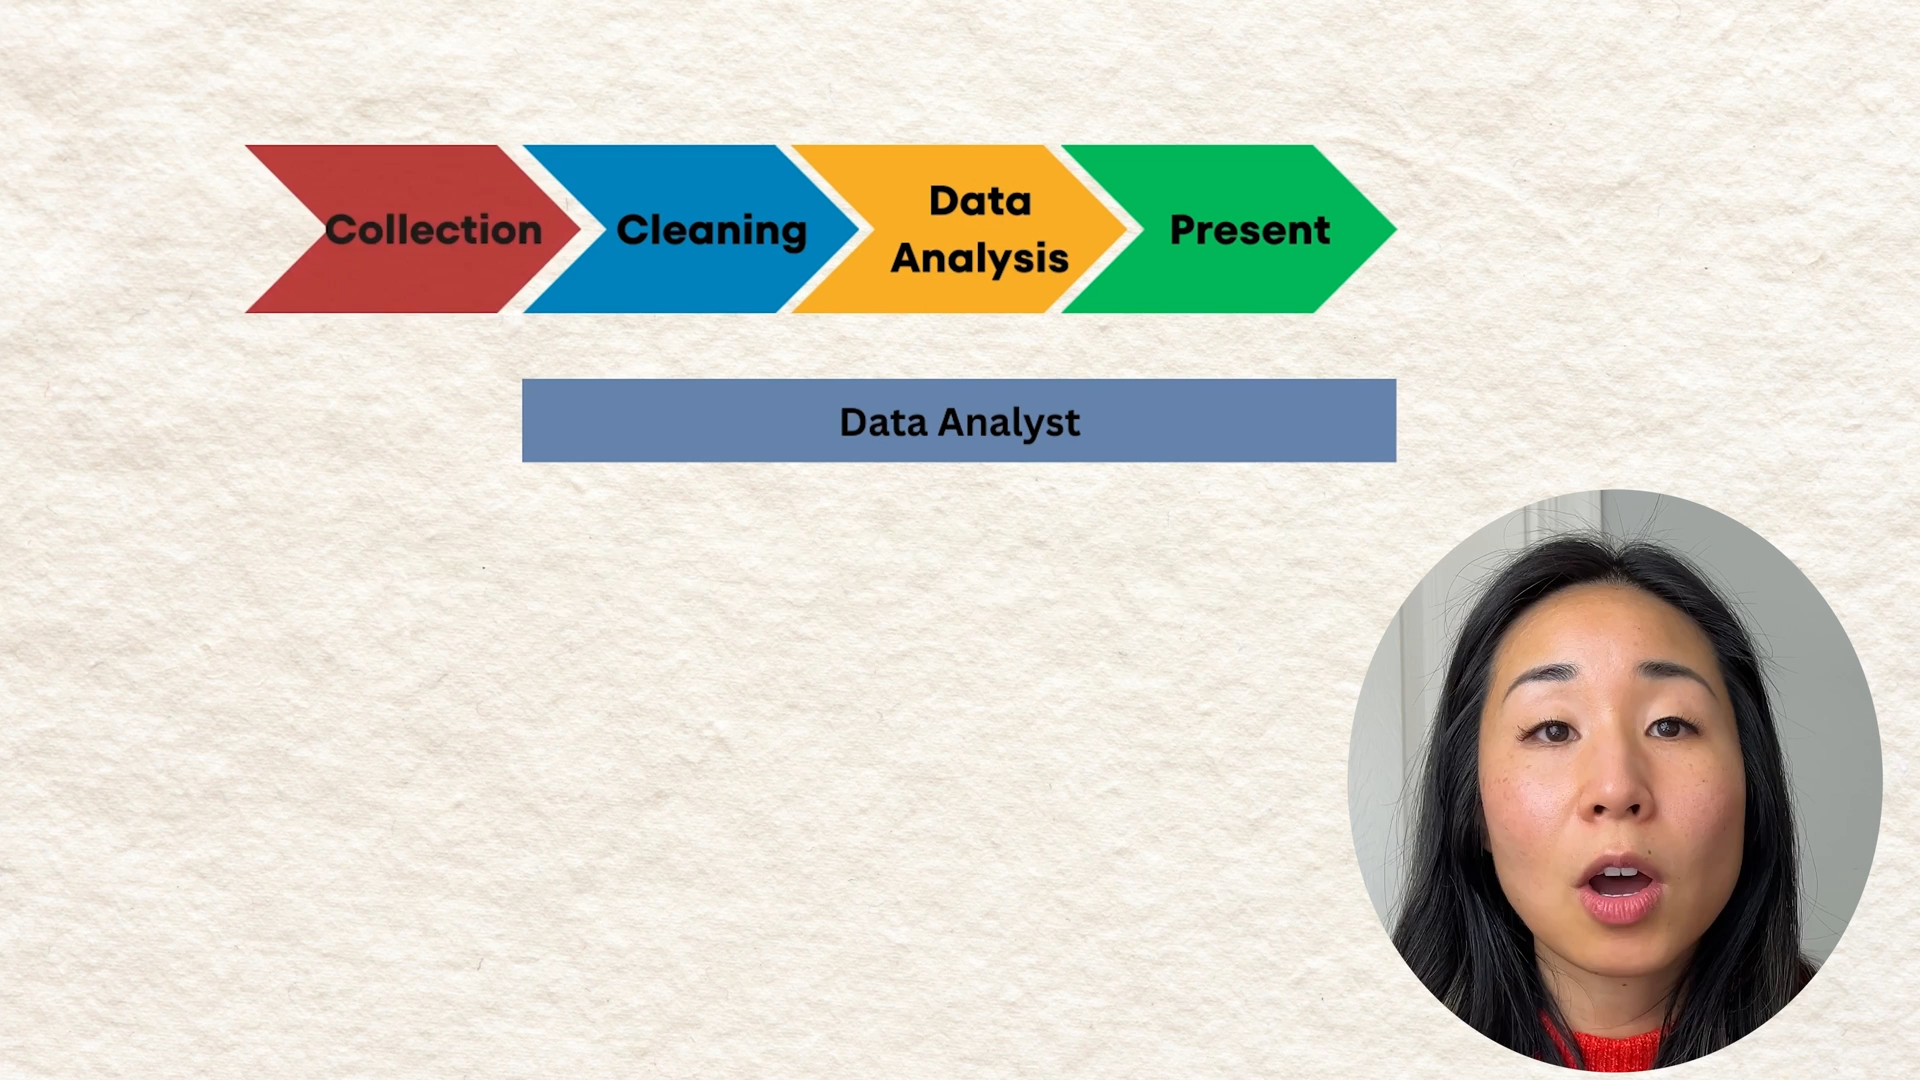 Collection
Cleaning
Data
Analysis
Present
Data Analyst